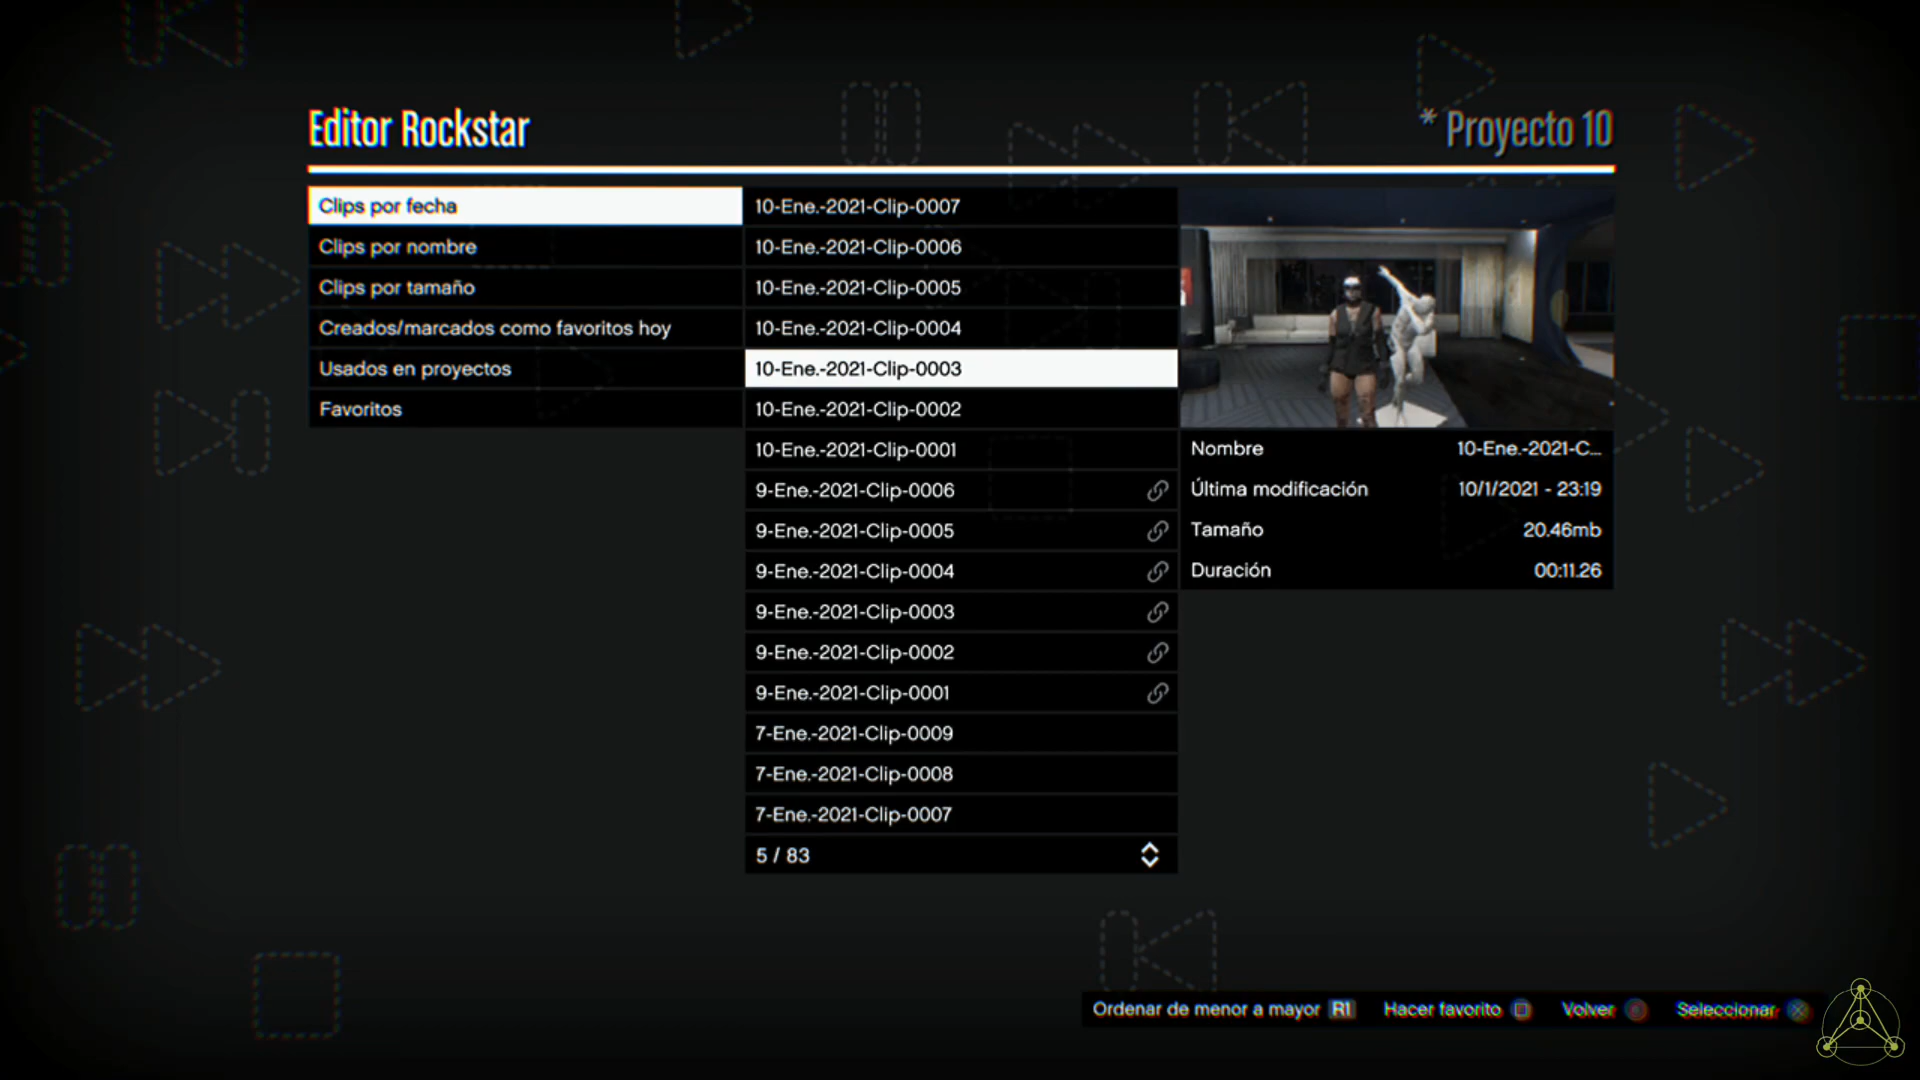 Editor Rockstar
* Proyecto 10
Clips por fecha
Clips por nombre
Clips por tamaño
Creados/marcados como favoritos hoy
Usados en proyectos
Favoritos
10-Ene.-2021-Clip-0007
10-Ene.-2021-Clip-0006
10-Ene.-2021-Clip-0005
10-Ene.-2021-Clip-0004
10-Ene.-2021-Clip-0003
10-Ene.-2021-Clip-0002
10-Ene.-2021-Clip-0001
9-Ene.-2021-Clip-0006
9-Ene.-2021-Clip-0005
9-Ene.-2021-Clip-0004
9-Ene.-2021-Clip-0003
9-Ene.-2021-Clip-0002
9-Ene.-2021-Clip-0001
7-Ene.-2021-Clip-0009
7-Ene.-2021-Clip-0008
7-Ene.-2021-Clip-0007
5 / 83
Nombre 10-Ene.-2021-C...
Última modificación 10/1/2021 - 23:19
Tamaño 20.46mb
Duración 00:11.26
Ordenar de menor a mayor R1 Hacer favorito Volver Seleccionar